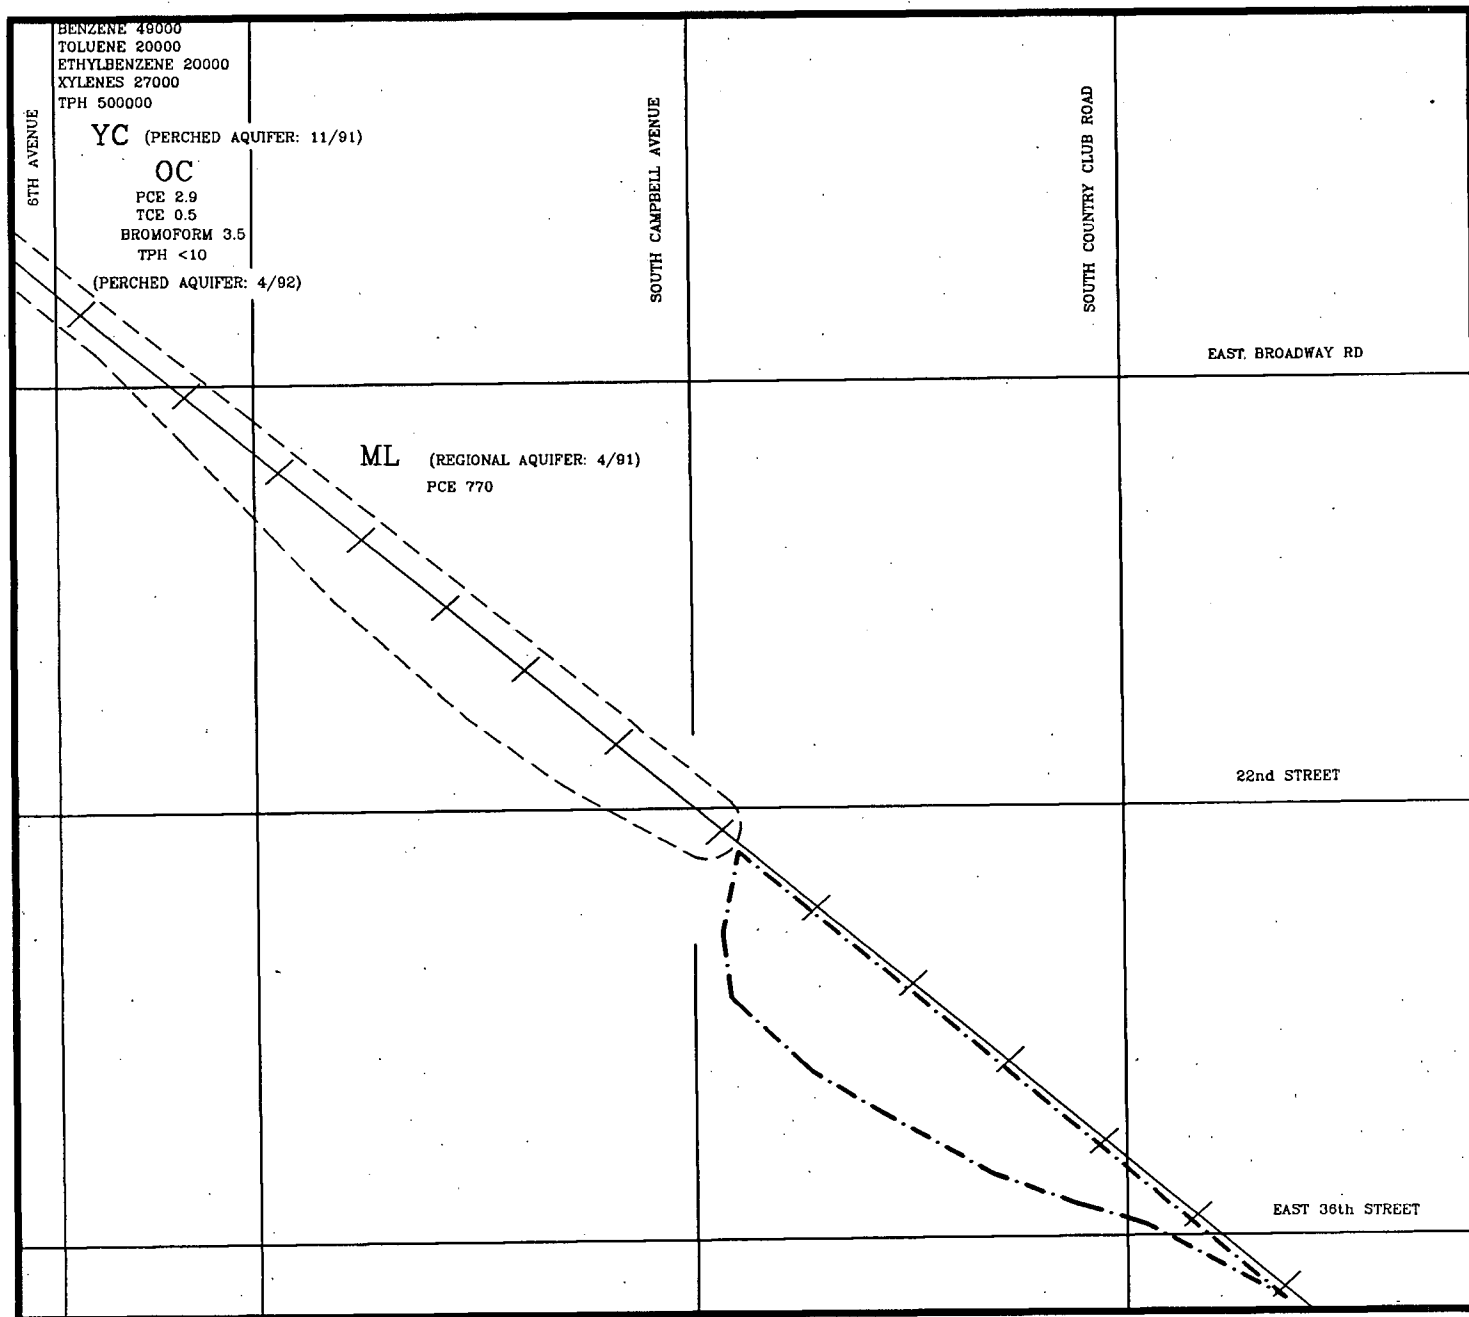 BENZENE 49000
TOLUENE 20000
ETHYLBENZENE 20000
XYLENES 27000
TPH 500000
YC (PERCHED AQUIFER: 11/91)
OC
PCE 2.9
TCE 0.5
BROMOFORM 3.5
TPH <10
(PERCHED AQUIFER: 4/92)
6TH AVENUE
SOUTH CAMPBELL AVENUE
SOUTH COUNTRY CLUB ROAD
EAST. BROADWAY RD
ML (REGIONAL AQUIFER: 4/91)
PCE 770
22nd STREET
EAST 36th STREET